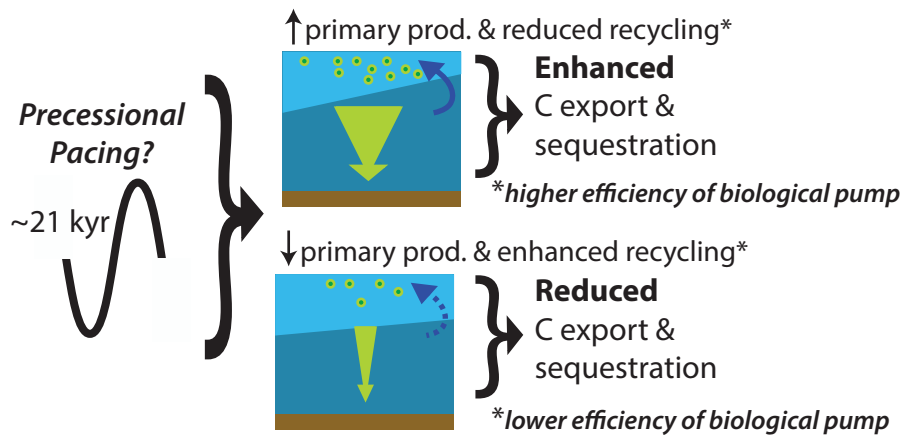 Precessional
Pacing?
~21 kyr
↑primary prod. & reduced recycling*
Enhanced
C export &
sequestration
*higher efficiency of biological pump
↓primary prod. & enhanced recycling*
Reduced
C export &
sequestration
*lower efficiency of biological pump